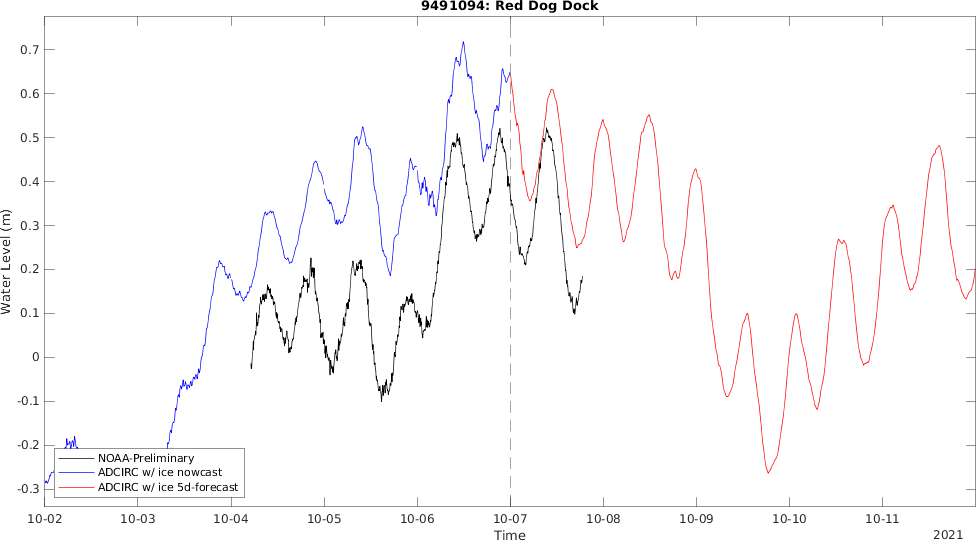 9491094: Red Dog Dock
Water Level (m)
0.7
0.6
0.5
0.4
0.3
0.2
0.1
0
-0.1
-0.2
-0.3
NOAA-Preliminary
ADCIRC w/ ice nowcast
ADCIRC w/ ice 5d-forecast
10-02 10-03 10-04 10-05 10-06 10-07 10-08 10-09 10-10 10-11
Time
2021